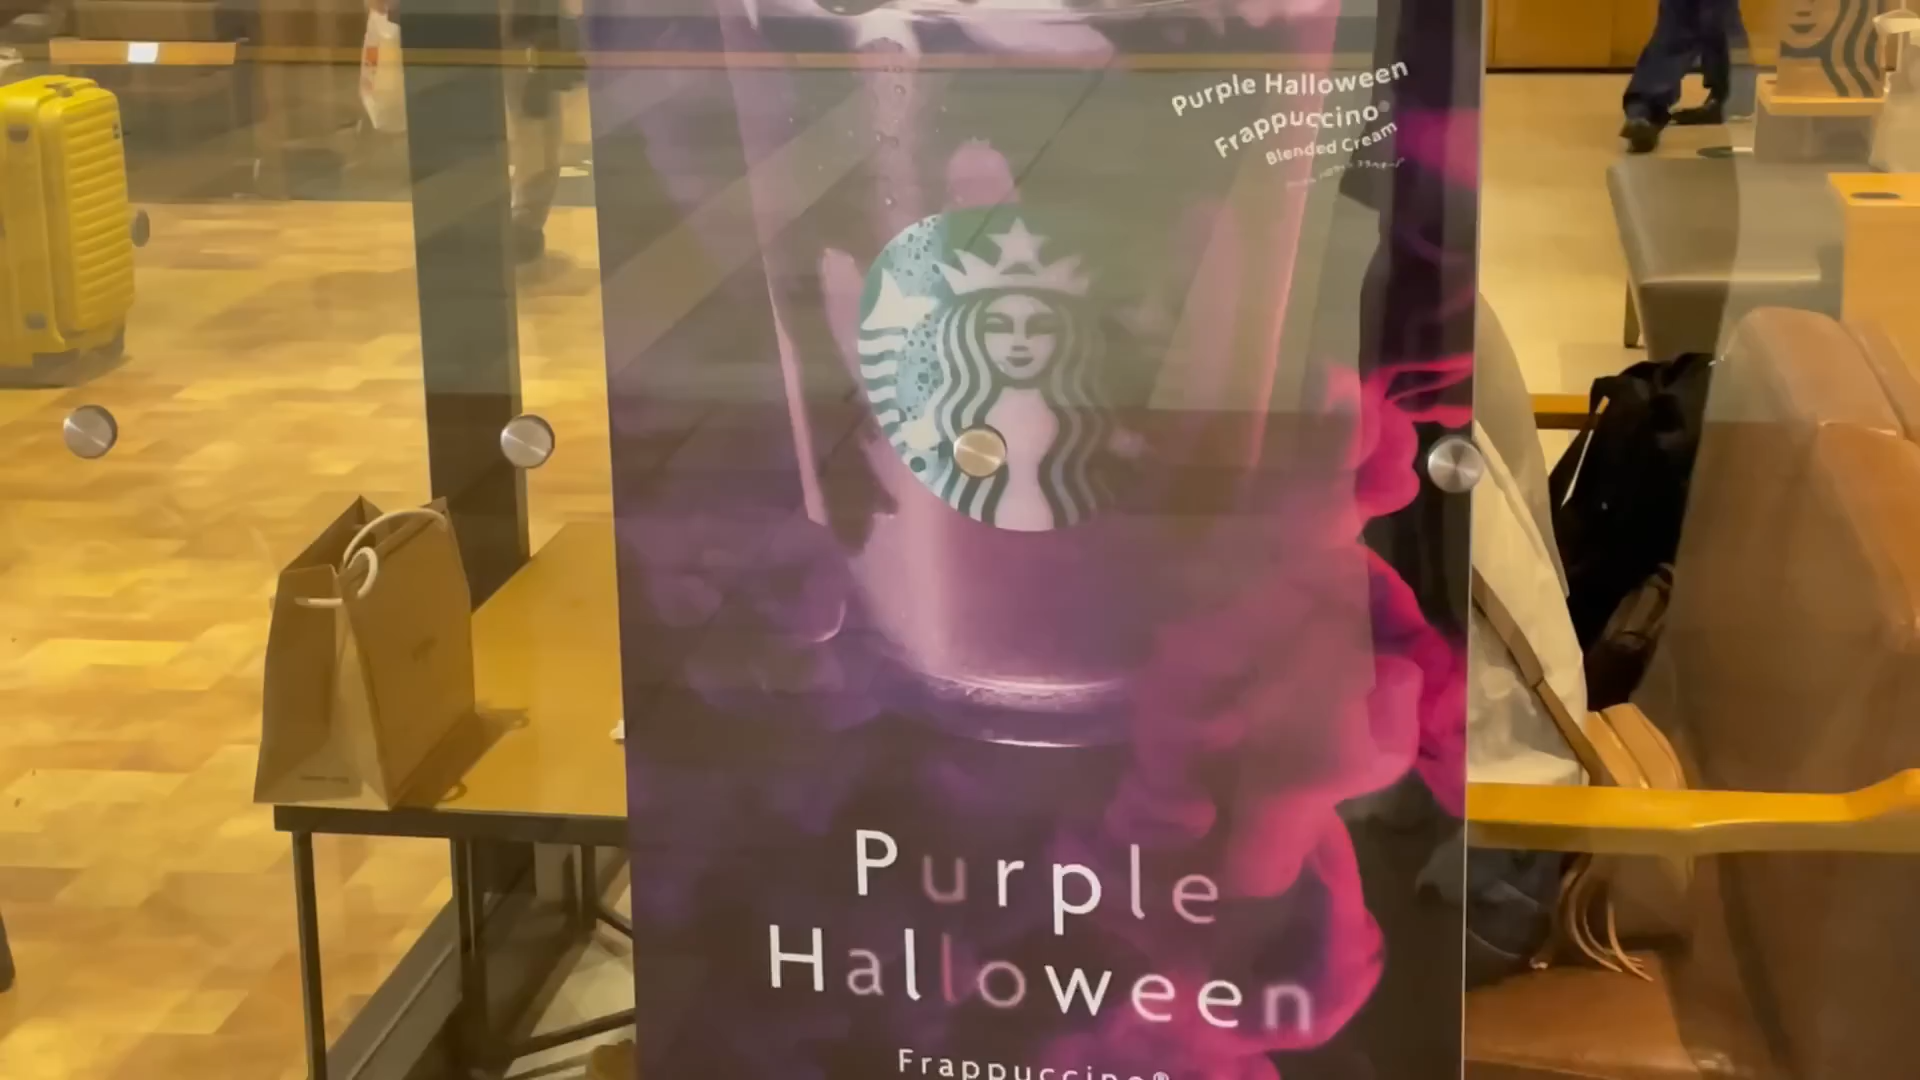 Purple Halloween
Frappuccino®
Blended Cream
Purple
Halloween
Frappuccino®